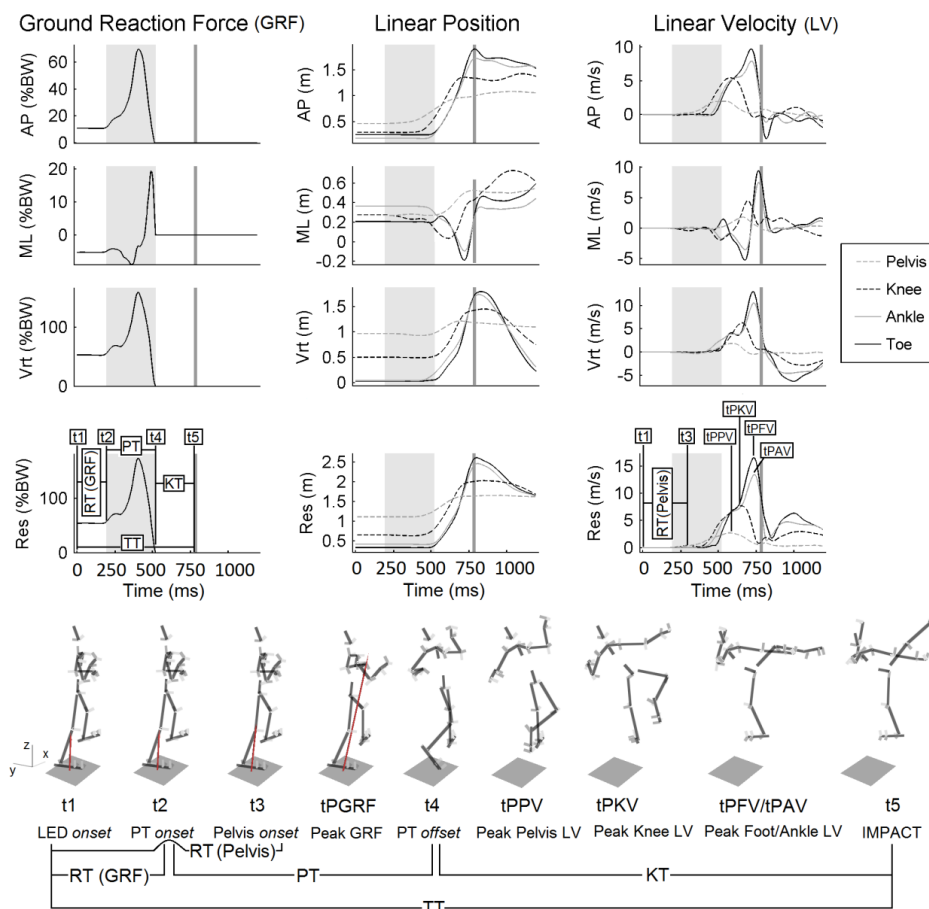 Ground Reaction Force (GRF)
Linear Position
Linear Velocity (LV)
AP (%BW)
60
40
20
0
AP (m)
1.5
1
0.5
AP (m/s)
10
5
0
ML (%BW)
20
0
ML (m)
0.6
0.4
0.2
0
-0.2
ML (m/s)
10
5
0
-5
Pelvis
Knee
Ankle
Toe
Vrt (%BW)
100
0
Vrt (m)
1.5
1
0.5
0
Vrt (m/s)
10
5
0
-5
Res (%BW)
100
0
t1
t2
PT
t4
t5
RT (GRF)
KT
TT
Res (m)
2.5
2
1.5
1
0.5
Res (m/s)
15
10
5
0
t1
t3
tPPV
tPKV
tPFV
tPAV
RT(Pelvis)
0 250 500 750 1000
Time (ms)
0 250 500 750 1000
Time (ms)
0 250 500 750 1000
Time (ms)
z
x
y
t1 t2 t3 tPGRF t4 tPPV tPKV tPFV/tPAV t5
LED onset PT onset Pelvis onset Peak GRF PT offset Peak Pelvis LV Peak Knee LV Peak Foot/Ankle LV IMPACT
RT (Pelvis)
RT (GRF) PT KT
TT